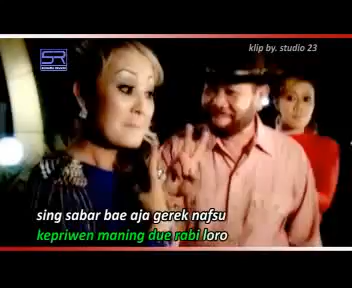 SR
klip by. studio 23
sing sabar bae aja gerek nafsu
kepriwen maning due rabi loro